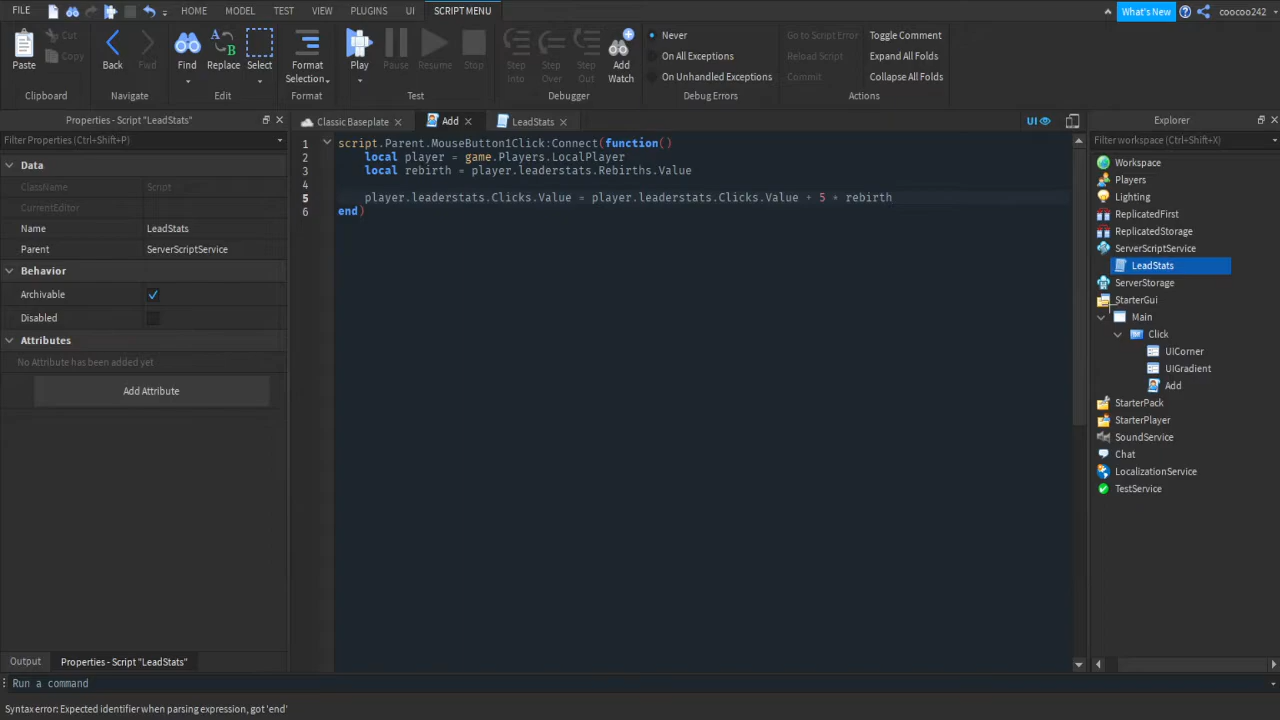 FILE HOME MODEL TEST VIEW PLUGINS UI SCRIPT MENU What's New coocoo242
Paste Cut Copy Back Fwd Find Replace Select Format Selection Play Pause Resume Stop Step Into Step Over Step Out Add Watch Never On All Exceptions On Unhandled Exceptions Go to Script Error Reload Script Commit Toggle Comment Expand All Folds Collapse All Folds
Clipboard Navigate Edit Format Test Debugger Debug Errors Actions
Properties - Script "LeadStats"
Filter Properties (Ctrl+Shift+P)
Data
ClassName Script
CurrentEditor
Name LeadStats
Parent ServerScriptService
Behavior
Archivable
Disabled
Attributes
No Attribute has been added yet
Add Attribute
Output Properties - Script "LeadStats"
Classic Baseplate Add LeadStats UI
1 script.Parent.MouseButton1Click:Connect(function()
2 local player = game.Players.LocalPlayer
3 local rebirth = player.leaderstats.Rebirths.Value
4
5 player.leaderstats.Clicks.Value = player.leaderstats.Clicks.Value + 5 * rebirth
6 end)
Explorer
Filter workspace (Ctrl+Shift+X)
Workspace
Players
Lighting
ReplicatedFirst
ReplicatedStorage
ServerScriptService
LeadStats
ServerStorage
StarterGui
Main
Click
UICorner
UIGradient
Add
StarterPack
StarterPlayer
SoundService
Chat
LocalizationService
TestService
Run a command
Syntax error: Expected identifier when parsing expression, got 'end'